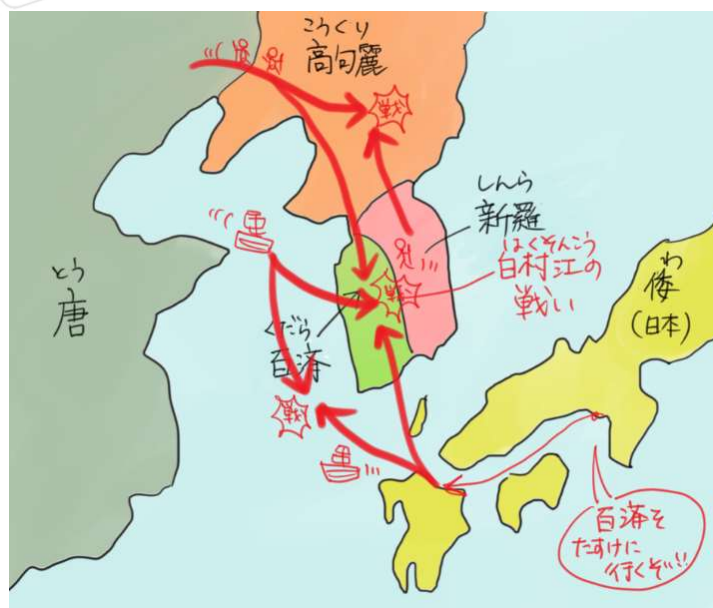 こうくり
高句麗
戦
しんら
新羅
はくそんこう
白村江の
戦い
戦
わ
倭
(日本)
とう
唐
くだら
百済
戦
百済を
たすけに
行くぞ!!